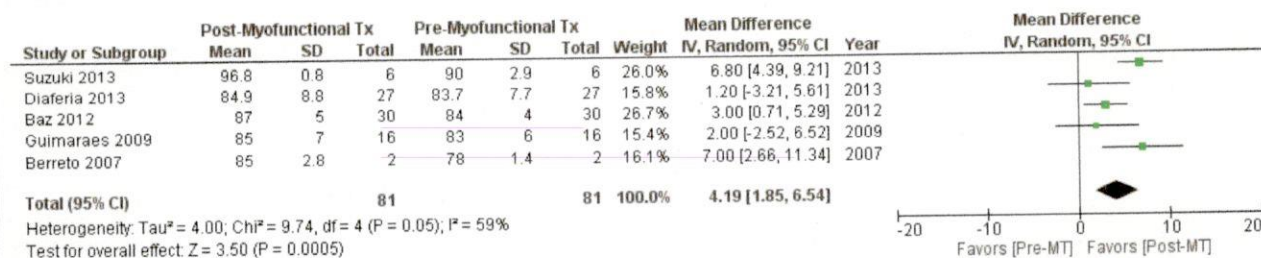 Post-Myofunctional Tx Pre-Myofunctional Tx Mean Difference Mean Difference
Study or Subgroup Mean SD Total Mean SD Total Weight IV, Random, 95% CI Year IV, Random, 95% CI
Suzuki 2013 96.8 0.8 6 90 2.9 6 26.0% 6.80 [4.39, 9.21] 2013
Diaferia 2013 84.9 8.8 27 83.7 7.7 27 15.8% 1.20 [-3.21, 5.61] 2013
Baz 2012 87 5 30 84 4 30 26.7% 3.00 [0.71, 5.29] 2012
Guimaraes 2009 85 7 16 83 6 16 15.4% 2.00 [-2.52, 6.52] 2009
Berreto 2007 85 2.8 2 78 1.4 2 16.1% 7.00 [2.66, 11.34] 2007
Total (95% CI) 81 81 100.0% 4.19 [1.85, 6.54]
Heterogeneity: Tau² = 4.00; Chi² = 9.74, df = 4 (P = 0.05); I² = 59%
Test for overall effect: Z = 3.50 (P = 0.0005)
-20 -10 0 10 20
Favors [Pre-MT] Favors [Post-MT]